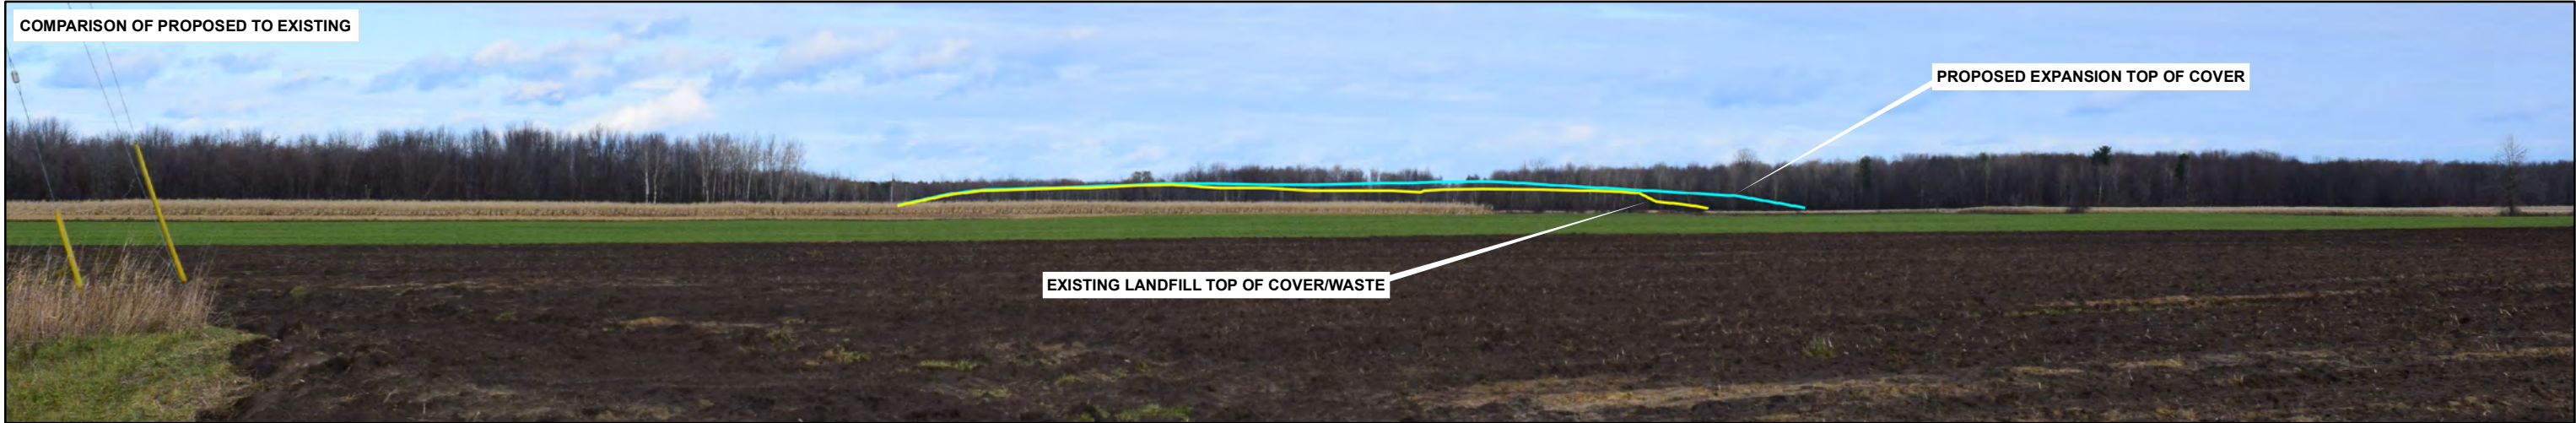 COMPARISON OF PROPOSED TO EXISTING
PROPOSED EXPANSION TOP OF COVER
EXISTING LANDFILL TOP OF COVER/WASTE